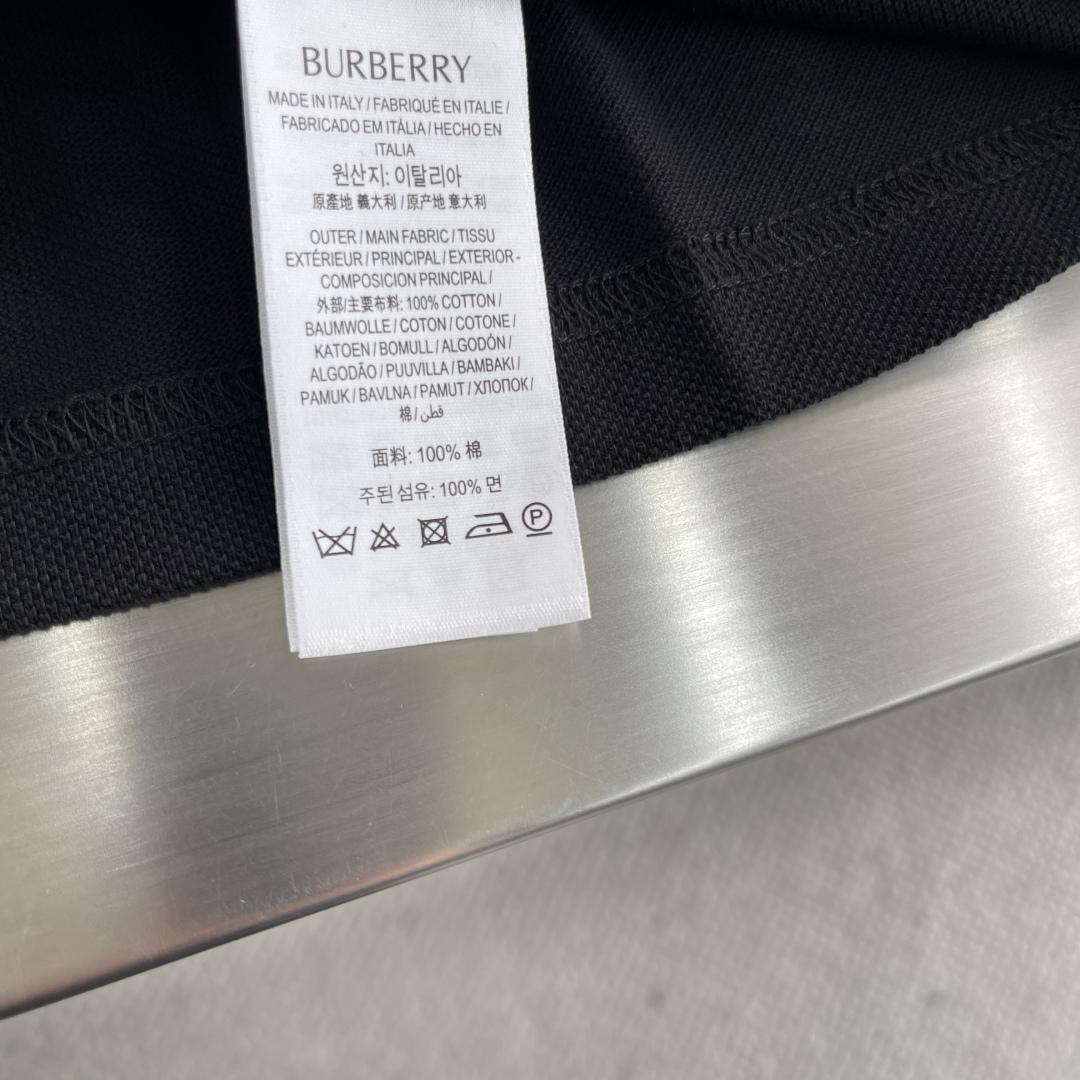 BURBERRY
MADE IN ITALY / FABRIQUÉ EN ITALIE /
FABRICADO EM ITÁLIA / HECHO EN
ITALIA
원산지: 이탈리아
原產地 義大利 / 原产地 意大利
OUTER / MAIN FABRIC / TISSU
EXTÉRIEUR / PRINCIPAL / EXTERIOR -
COMPOSICION PRINCIPAL /
外部/主要布料: 100% COTTON /
BAUMWOLLE / COTON / COTONE /
KATOEN / BOMULL / ALGODÓN /
ALGODÃO / PUUVILLA / BAMBAKI /
PAMUK / BAVLNA / PAMUT / ХЛОПОК /
棉 / قطن
面料: 100% 棉
주된 섬유: 100% 면
P